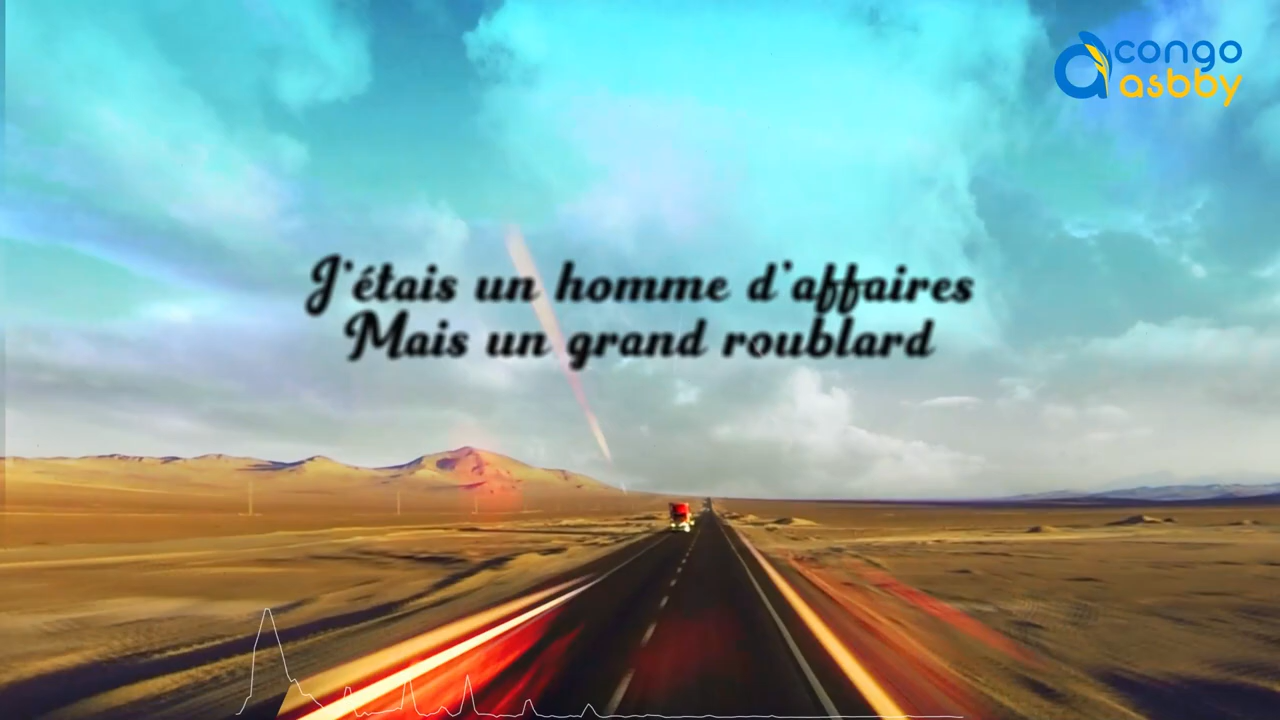 congo
asbby
J'étais un homme d'affaires
Mais un grand roublard